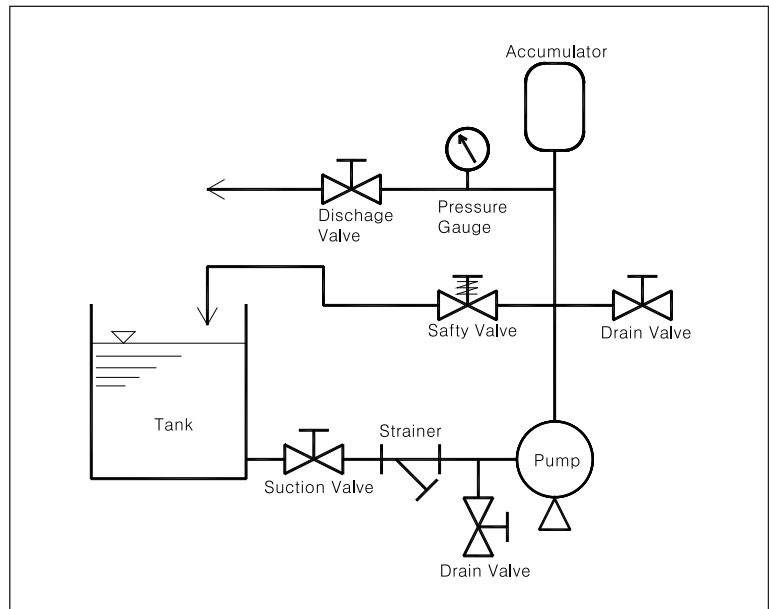 Accumulator
Dischage
Valve
Pressure
Gauge
Safty Valve
Drain Valve
Tank
Strainer
Pump
Suction Valve
Drain Valve